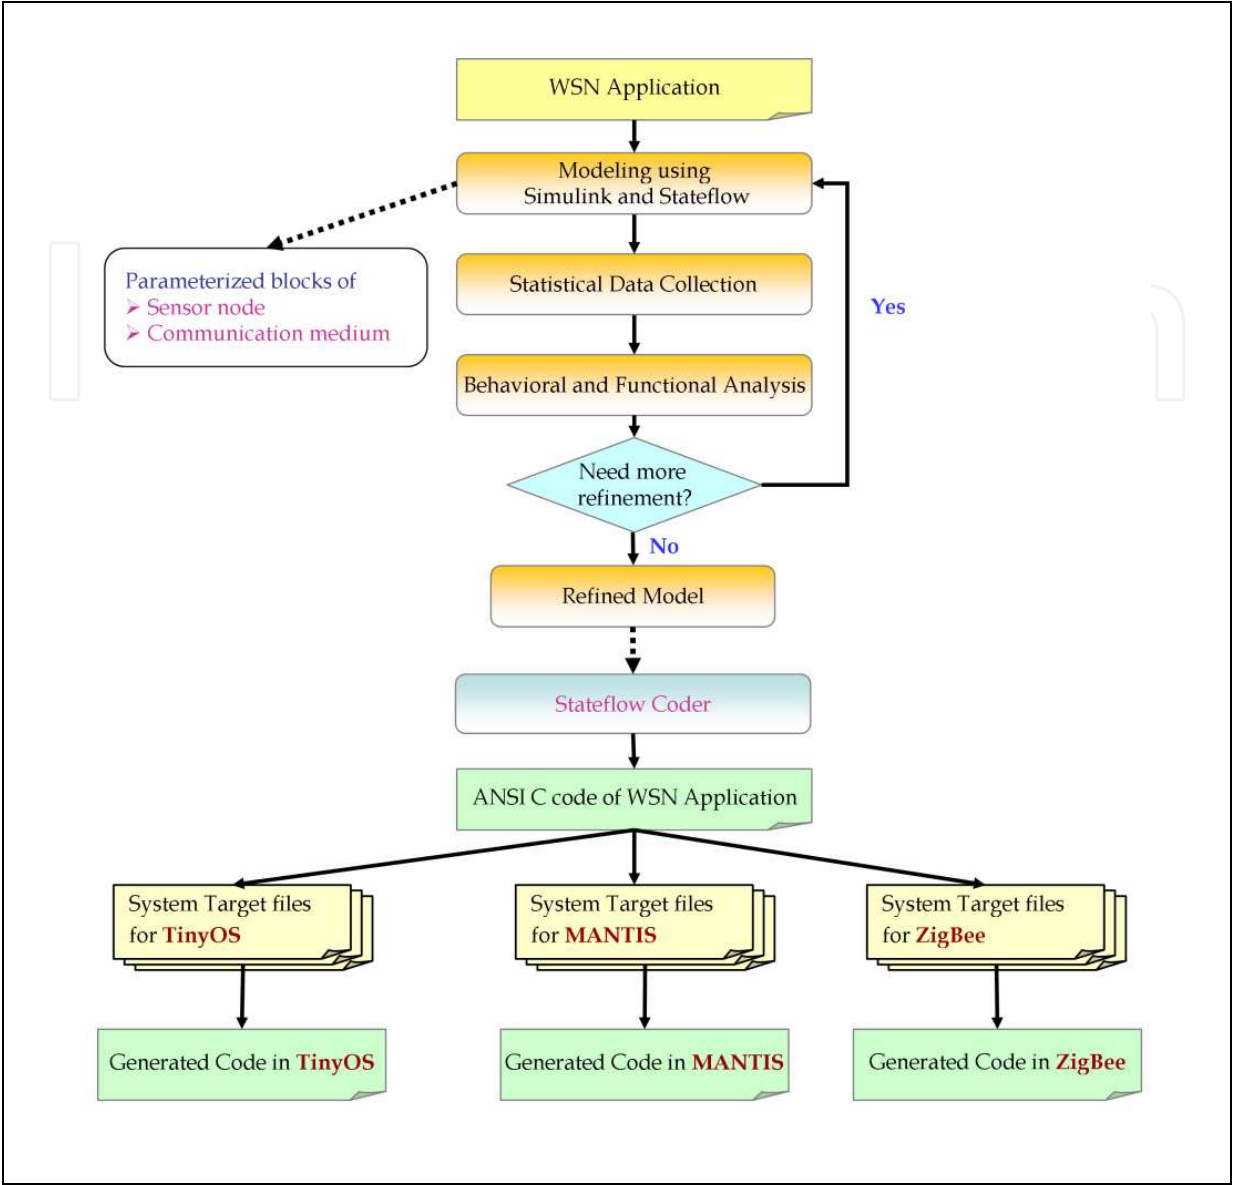 WSN Application
Modeling using
Simulink and Stateflow
Parameterized blocks of
➢ Sensor node
➢ Communication medium
Statistical Data Collection
Yes
Behavioral and Functional Analysis
Need more
refinement?
No
Refined Model
Stateflow Coder
ANSI C code of WSN Application
System Target files
for TinyOS
System Target files
for MANTIS
System Target files
for ZigBee
Generated Code in TinyOS
Generated Code in MANTIS
Generated Code in ZigBee